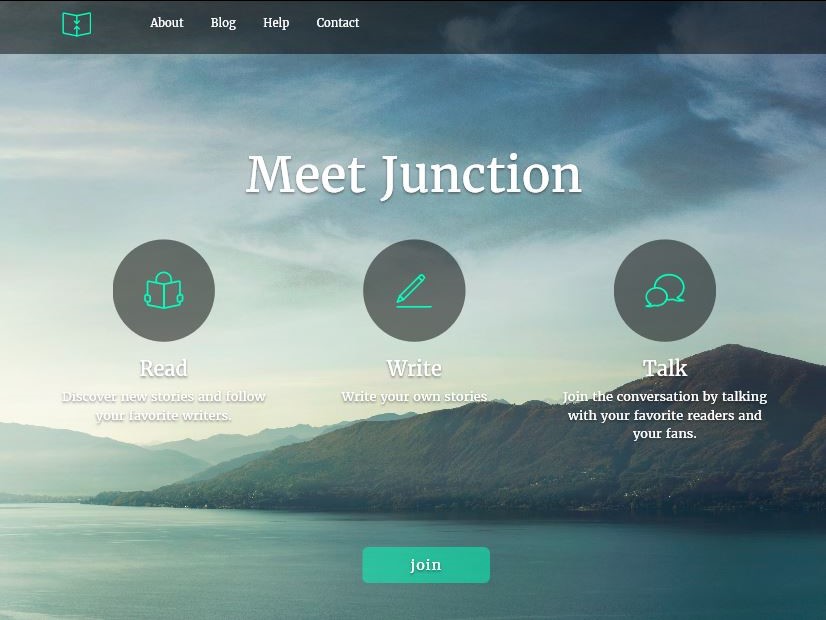 About Blog Help Contact
Meet Junction
Read
Discover new stories and follow
your favorite writers.
Write
Write your own stories
Talk
Join the conversation by talking
with your favorite readers and
your fans.
join